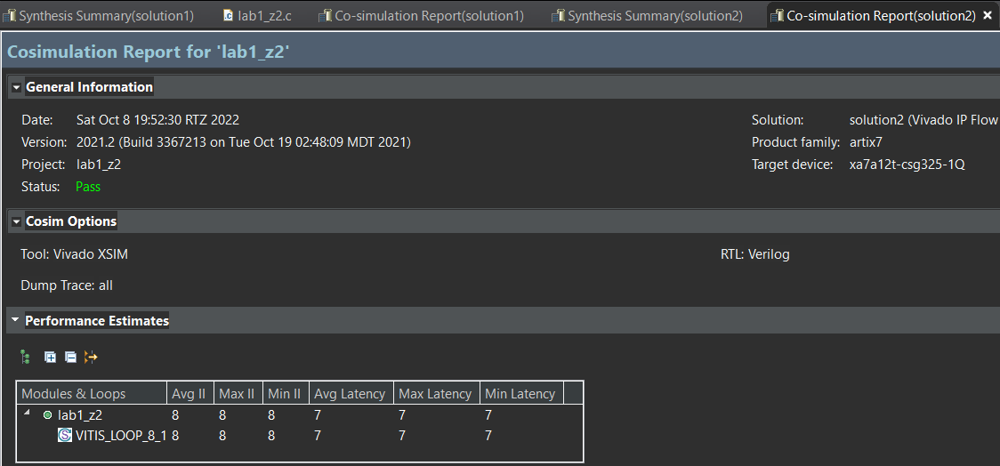 Synthesis Summary(solution1) lab1_z2.c Co-simulation Report(solution1) Synthesis Summary(solution2) Co-simulation Report(solution2)
Cosimulation Report for 'lab1_z2'
General Information
Date: Sat Oct 8 19:52:30 RTZ 2022 Solution: solution2 (Vivado IP Flow
Version: 2021.2 (Build 3367213 on Tue Oct 19 02:48:09 MDT 2021) Product family: artix7
Project: lab1_z2 Target device: xa7a12t-csg325-1Q
Status: Pass
Cosim Options
Tool: Vivado XSIM RTL: Verilog
Dump Trace: all
Performance Estimates
Modules & Loops Avg II Max II Min II Avg Latency Max Latency Min Latency
lab1_z2 8 8 8 7 7 7
VITIS_LOOP_8_1 8 8 8 7 7 7